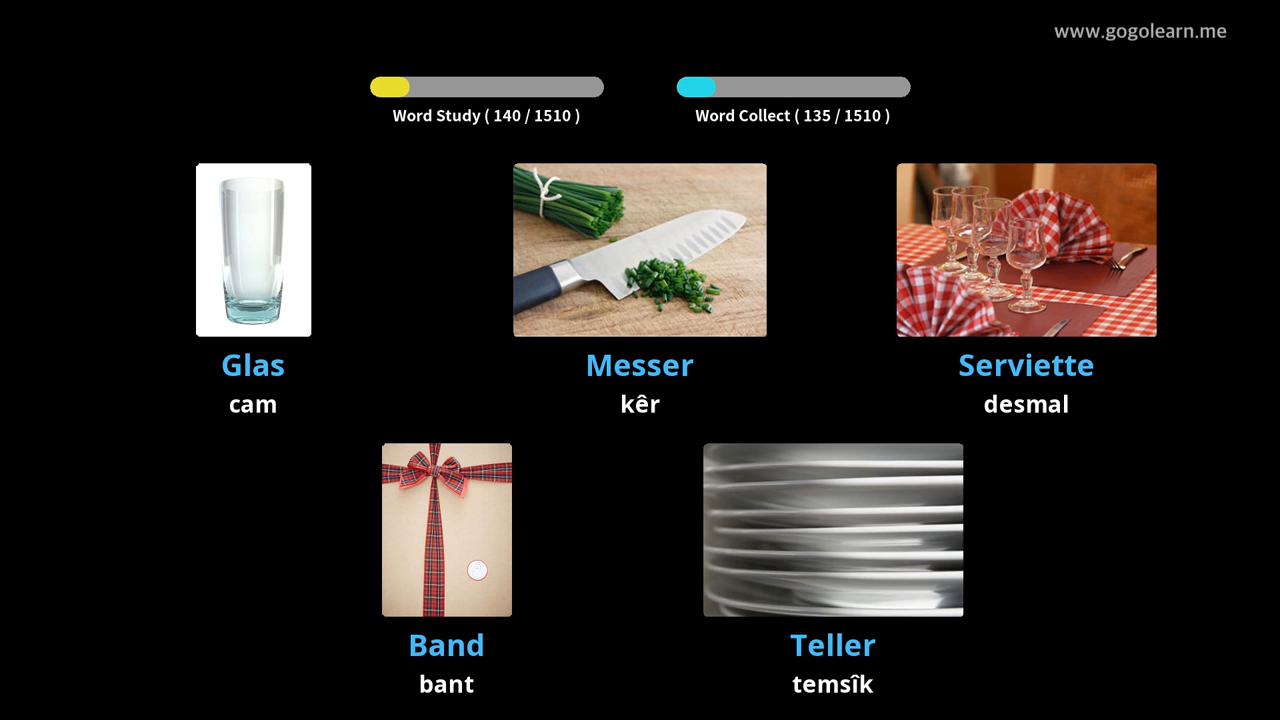 www.gogolearn.me
Word Study ( 140 / 1510 )
Word Collect ( 135 / 1510 )
Glas
cam
Messer
kêr
Serviette
desmal
Band
bant
Teller
temsîk